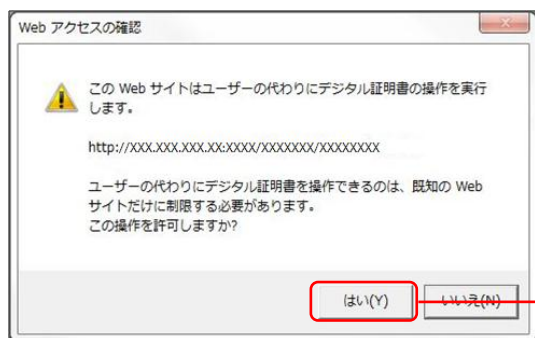 Web アクセスの確認
この Web サイトはユーザーの代わりにデジタル証明書の操作を実行
します。
http://XXX.XXX.XXX.XX:XXXX/XXXXXXX/XXXXXXXX
ユーザーの代わりにデジタル証明書を操作できるのは、既知の Web
サイトだけに制限する必要があります。
この操作を許可しますか?
はい(Y) いいえ(N)